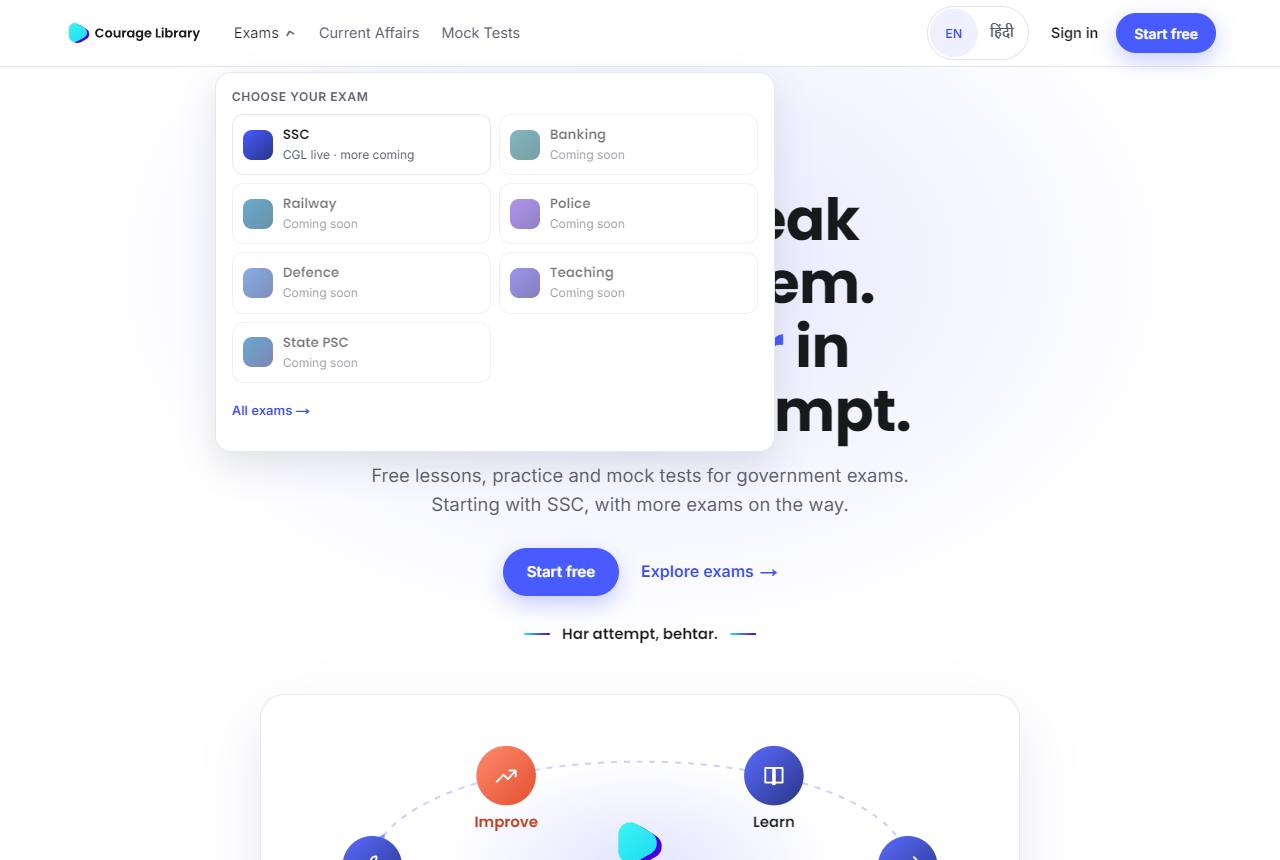 Courage Library
Exams
Current Affairs
Mock Tests
EN
हिंदी
Sign in
Start free
CHOOSE YOUR EXAM
SSC
CGL live · more coming
Banking
Coming soon
Railway
Coming soon
Police
Coming soon
Defence
Coming soon
Teaching
Coming soon
State PSC
Coming soon
All exams →
in
Free lessons, practice and mock tests for government exams.
Starting with SSC, with more exams on the way.
Start free
Explore exams →
Har attempt, behtar.
Improve
Learn